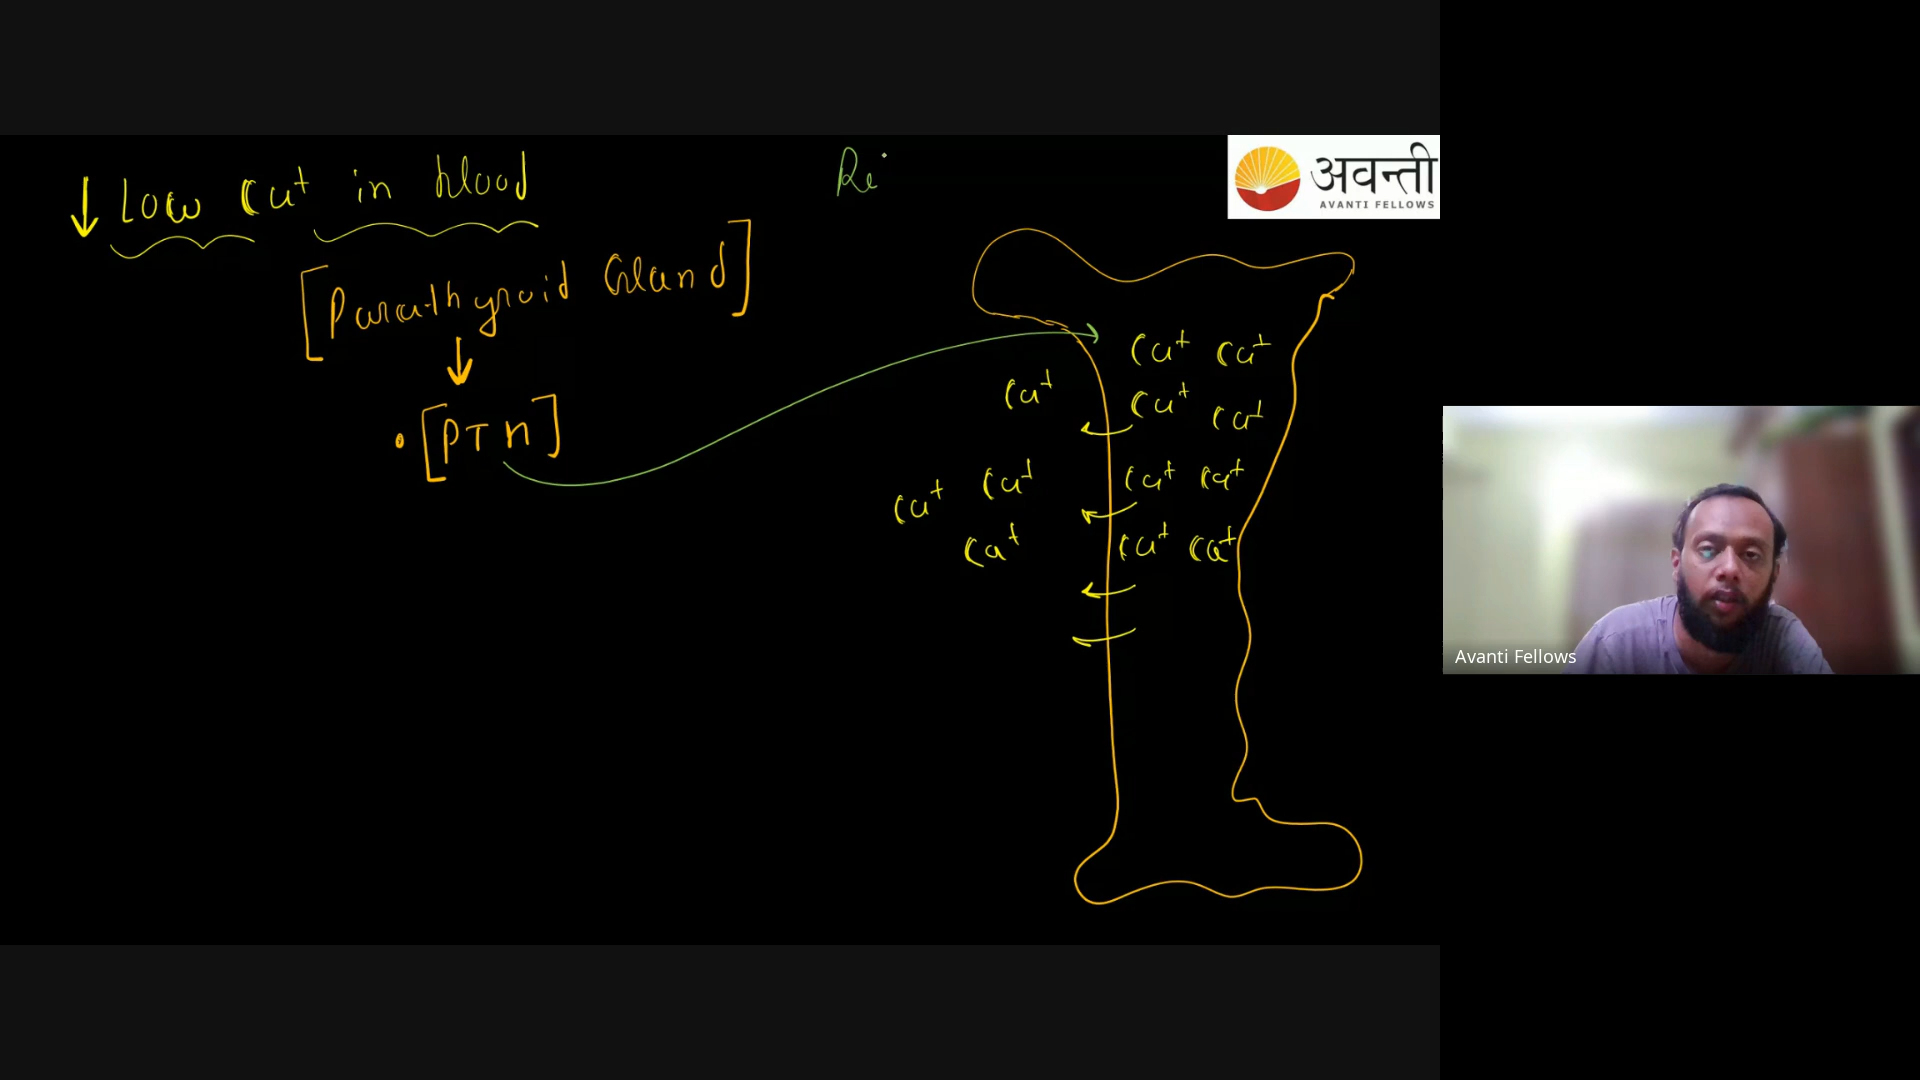 ↓ Low Ca+ in blood
Re
अवन्ती
AVANTI FELLOWS
[Parathyroid Gland]
↓
• [PTH]
Ca+ Ca+
Ca+ Ca+ Ca+
Ca+ Ca+ Ca+ Ca+
Ca+ Ca+ Ca+
Avanti Fellows